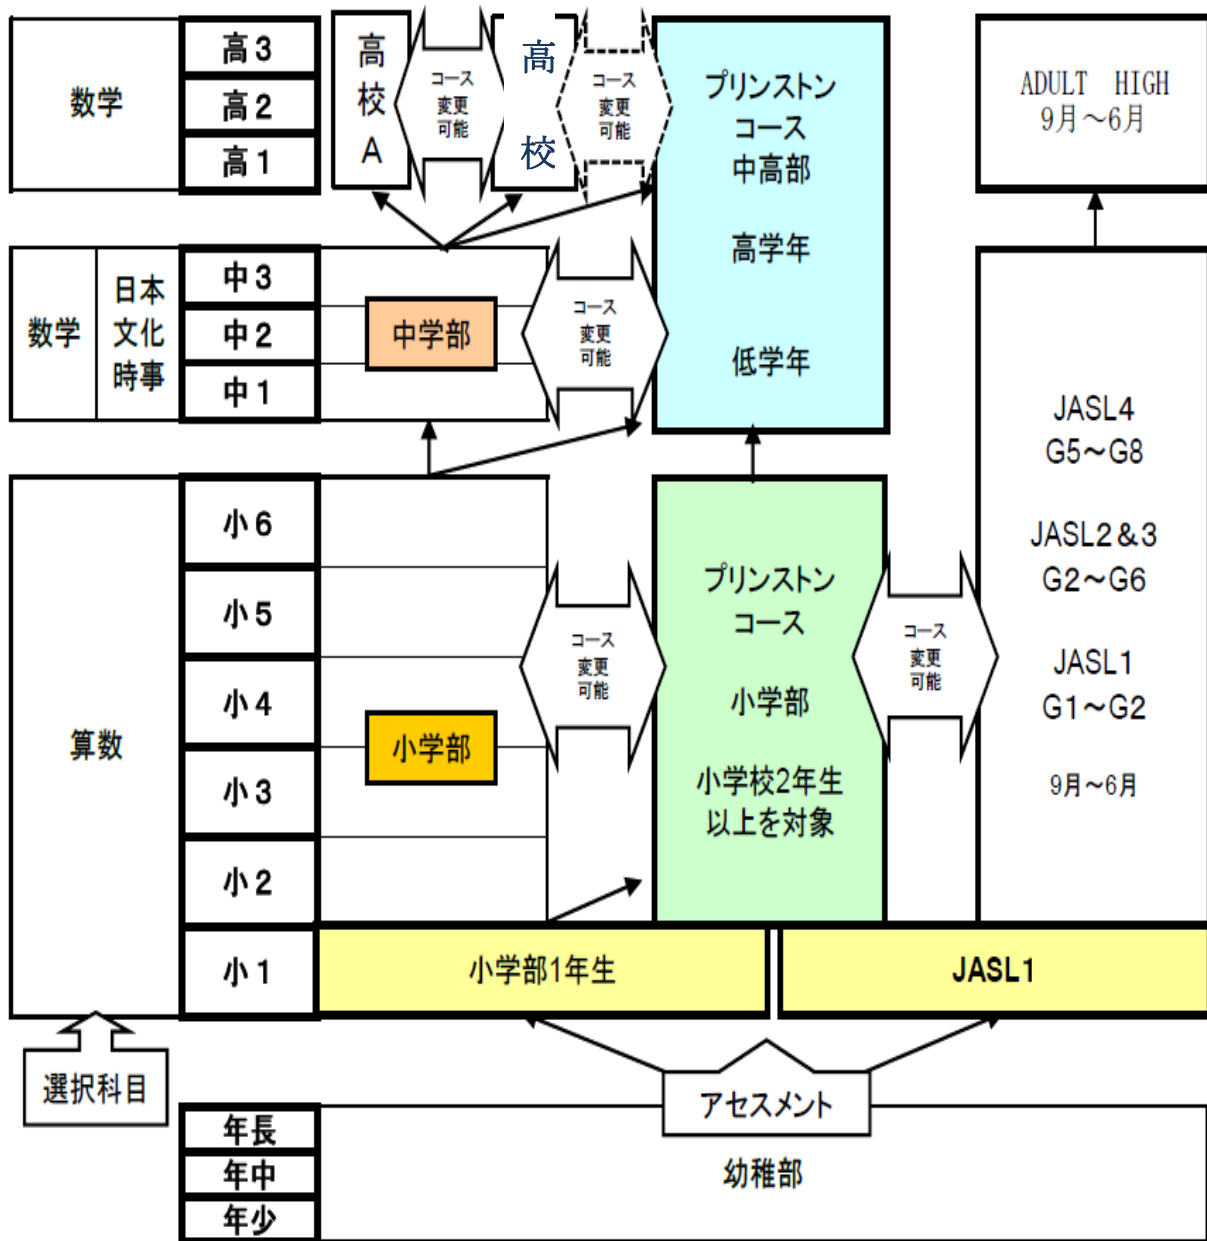 数学
高3
高2
高1
高
校
A
コース
変更
可能
高
校
コース
変更
可能
プリンストン
コース
中高部
高学年
低学年
ADULT HIGH
9月～6月
数学
日本
文化
時事
中3
中2
中1
中学部
コース
変更
可能
算数
小6
小5
小4
小3
小2
小1
小学部
コース
変更
可能
プリンストン
コース
小学部
小学校2年生
以上を対象
コース
変更
可能
JASL4
G5～G8
JASL2＆3
G2～G6
JASL1
G1～G2
9月～6月
小学部1年生
JASL1
選択科目
アセスメント
年長
年中
年少
幼稚部